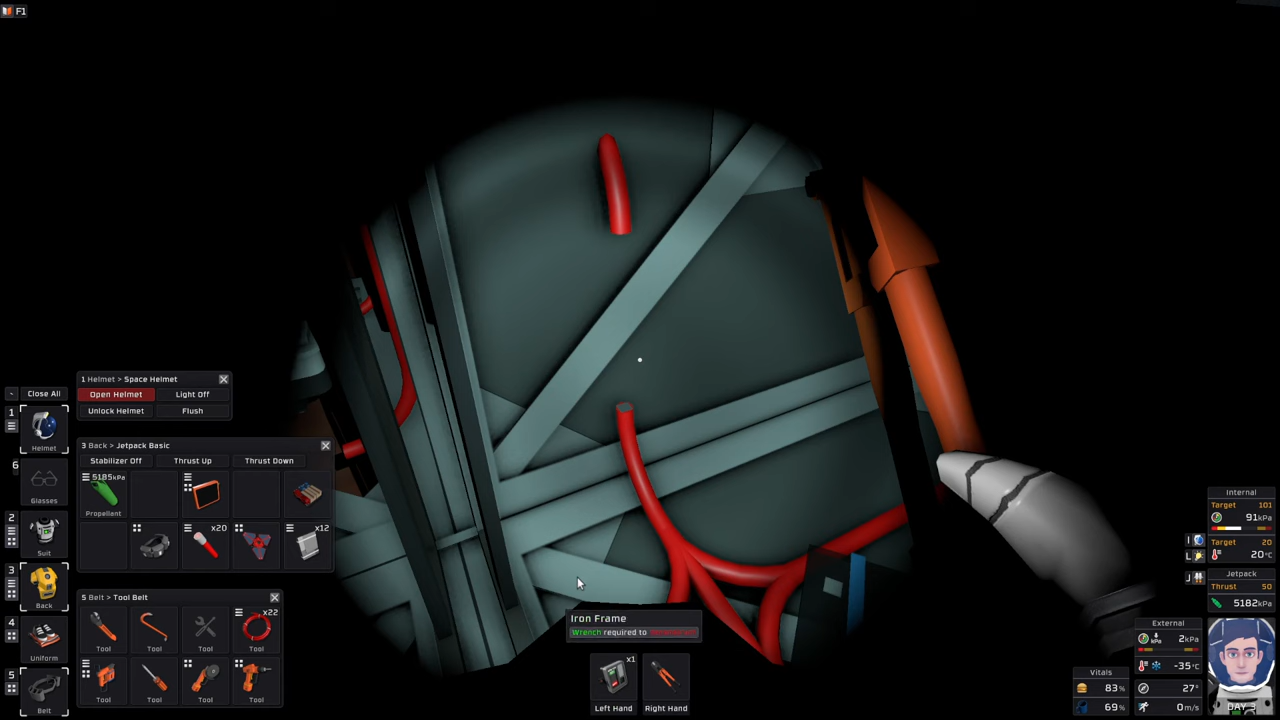 F1
1 Helmet > Space Helmet
Open Helmet
Light Off
Unlock Helmet
Flush
Close All
1
Helmet
6
Glasses
2
Suit
3
Back
4
Uniform
5
Belt
3 Back > Jetpack Basic
Stabilizer Off
Thrust Up
Thrust Down
5185kPa
Propellant
x20
x12
5 Belt > Tool Belt
x22
Tool
Tool
Tool
Tool
Tool
Tool
Tool
Tool
Iron Frame
Wrench required to
x1
Left Hand
Right Hand
Internal
Target 101
91kPa
Target 20
20°C
Jetpack
Thrust 50
5182kPa
External
kPa
2kPa
-35°C
Vitals
83%
27°
69%
0m/s
DAY 3